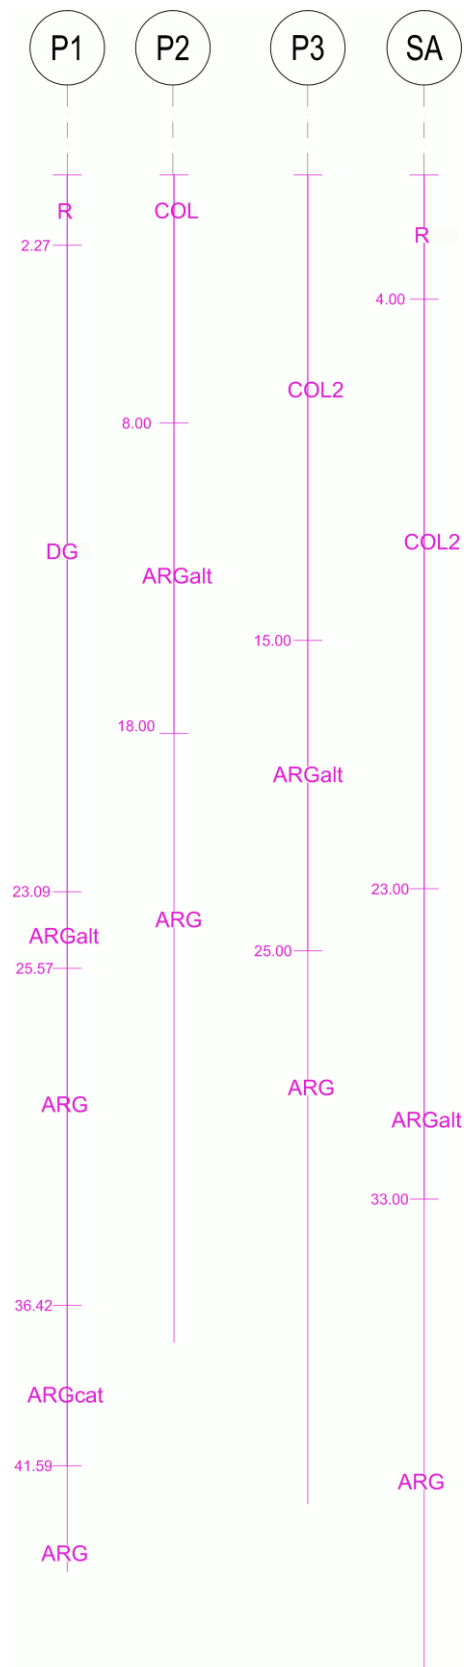 P1
P2
P3
SA
R
COL
2.27
R
4.00
COL2
8.00
COL2
DG
ARGalt
15.00
18.00
ARGalt
23.09
23.00
ARG
ARGalt
25.00
25.57
ARG
ARG
ARGalt
33.00
36.42
ARGcat
41.59
ARG
ARG